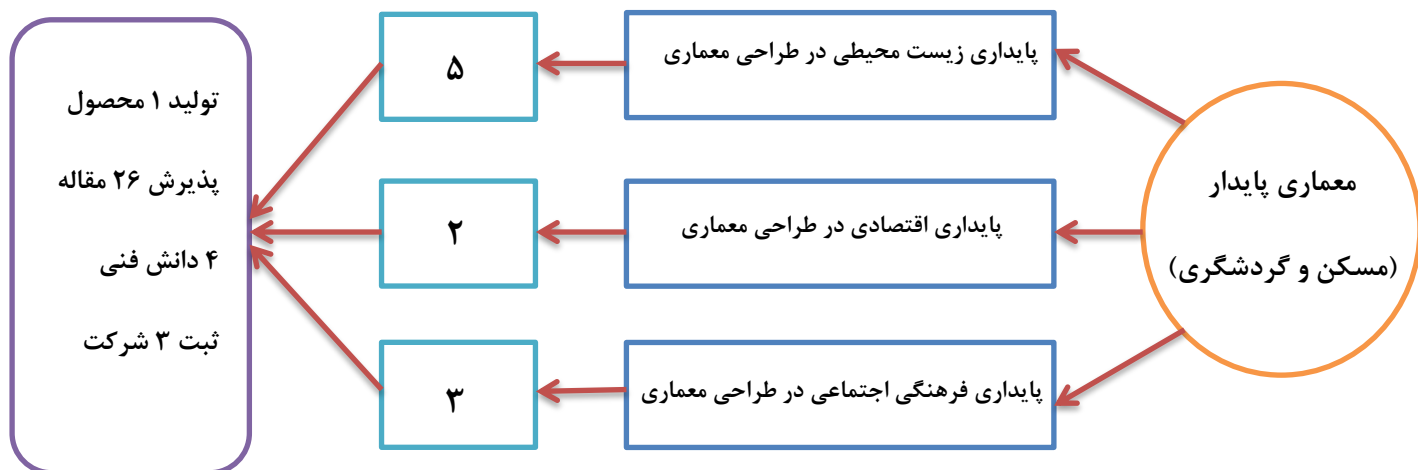 معماری پایدار
(مسکن و گردشگری)
پایداری زیست محیطی در طراحی معماری
۵
پایداری اقتصادی در طراحی معماری
۲
پایداری فرهنگی اجتماعی در طراحی معماری
۳
تولید ۱ محصول
پذیرش ۲۶ مقاله
۴ دانش فنی
ثبت ۳ شرکت